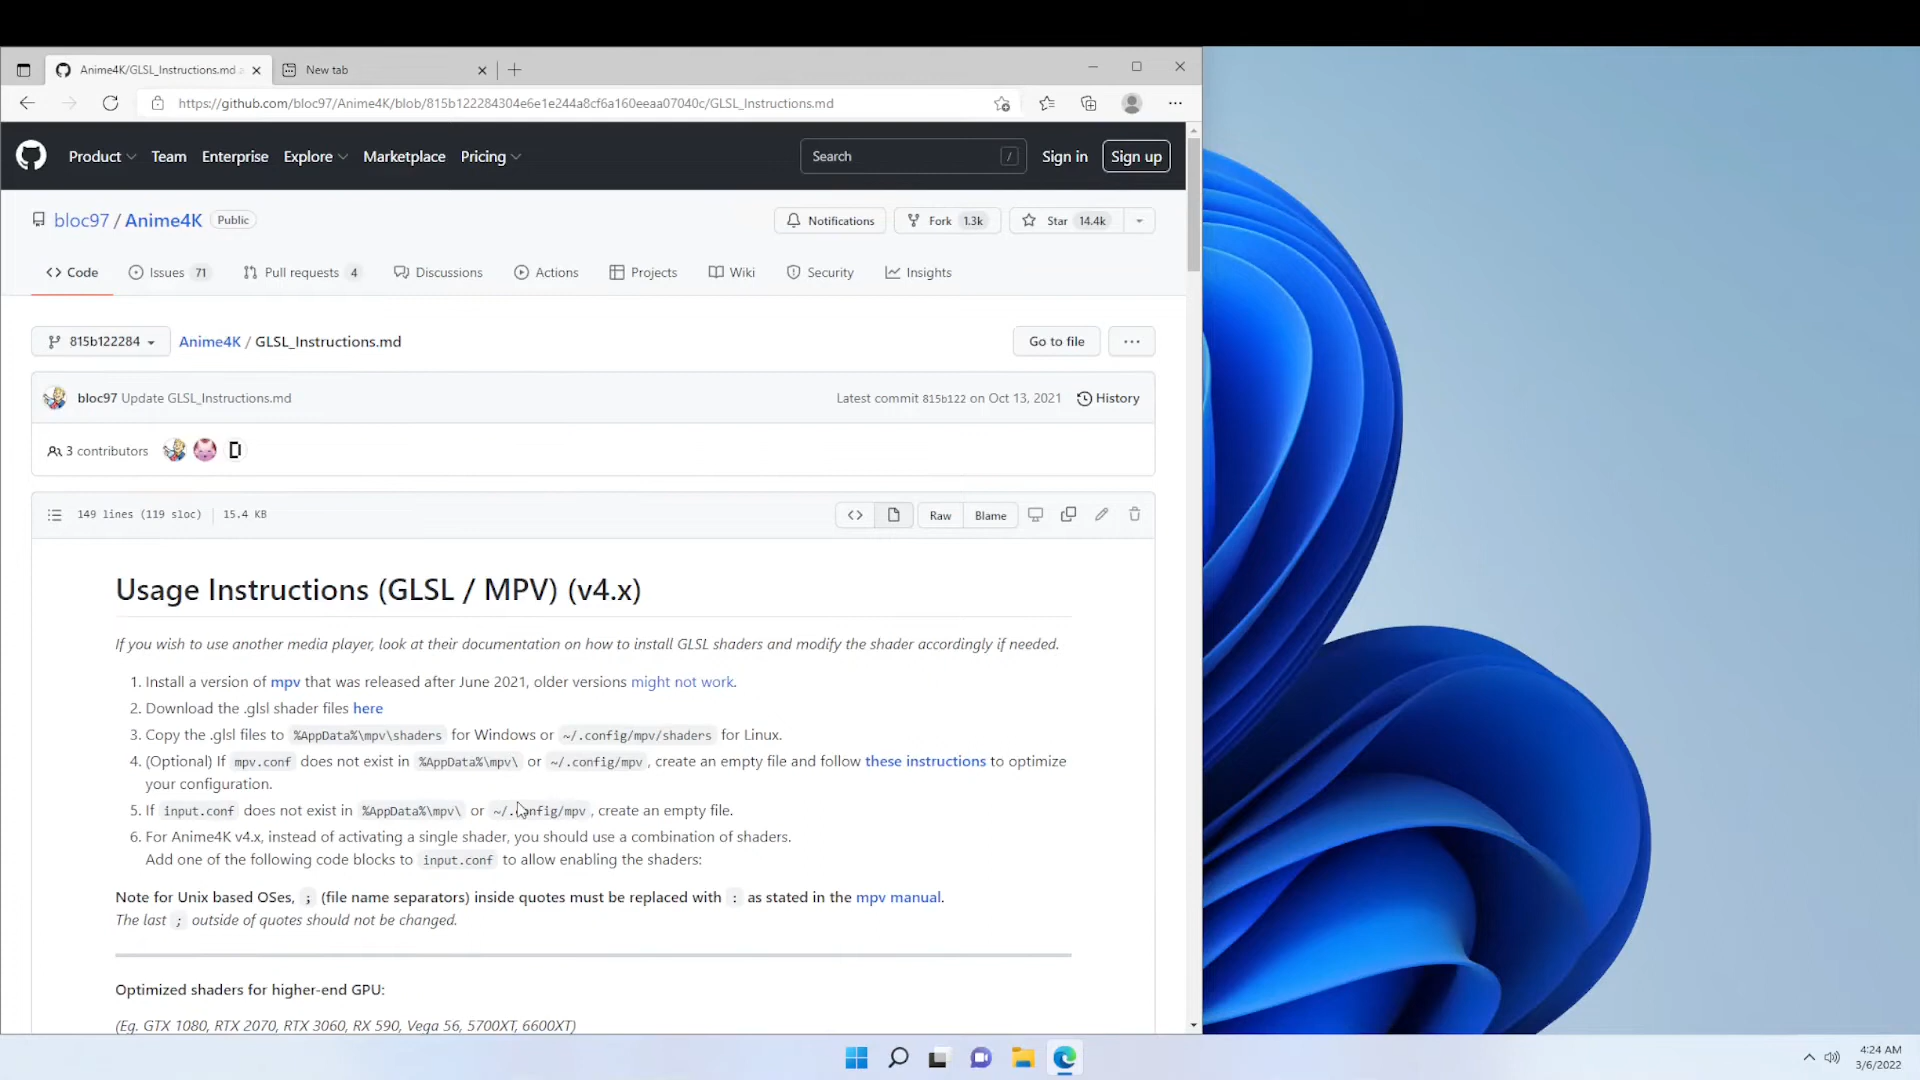 Anime4K/GLSL_Instructions.md
New tab
https://github.com/bloc97/Anime4K/blob/815b122284304e6e1e244a8cf6a160eeaa07040c/GLSL_Instructions.md
Product Team Enterprise Explore Marketplace Pricing Search / Sign in Sign up
bloc97 / Anime4K Public Notifications Fork 1.3k Star 14.4k
Code Issues 71 Pull requests 4 Discussions Actions Projects Wiki Security Insights
815b122284 Anime4K / GLSL_Instructions.md Go to file ...
bloc97 Update GLSL_Instructions.md Latest commit 815b122 on Oct 13, 2021 History
3 contributors
149 lines (119 sloc) 15.4 KB <> Raw Blame
Usage Instructions (GLSL / MPV) (v4.x)
If you wish to use another media player, look at their documentation on how to install GLSL shaders and modify the shader accordingly if needed.
1. Install a version of mpv that was released after June 2021, older versions might not work.
2. Download the .glsl shader files here
3. Copy the .glsl files to %AppData%\mpv\shaders for Windows or ~/.config/mpv/shaders for Linux.
4. (Optional) If mpv.conf does not exist in %AppData%\mpv\ or ~/.config/mpv, create an empty file and follow these instructions to optimize
your configuration.
5. If input.conf does not exist in %AppData%\mpv\ or ~/.config/mpv, create an empty file.
6. For Anime4K v4.x, instead of activating a single shader, you should use a combination of shaders.
Add one of the following code blocks to input.conf to allow enabling the shaders:
Note for Unix based OSes, ; (file name separators) inside quotes must be replaced with : as stated in the mpv manual.
The last ; outside of quotes should not be changed.
Optimized shaders for higher-end GPU:
(Eg. GTX 1080, RTX 2070, RTX 3060, RX 590, Vega 56, 5700XT, 6600XT)
4:24 AM
3/6/2022